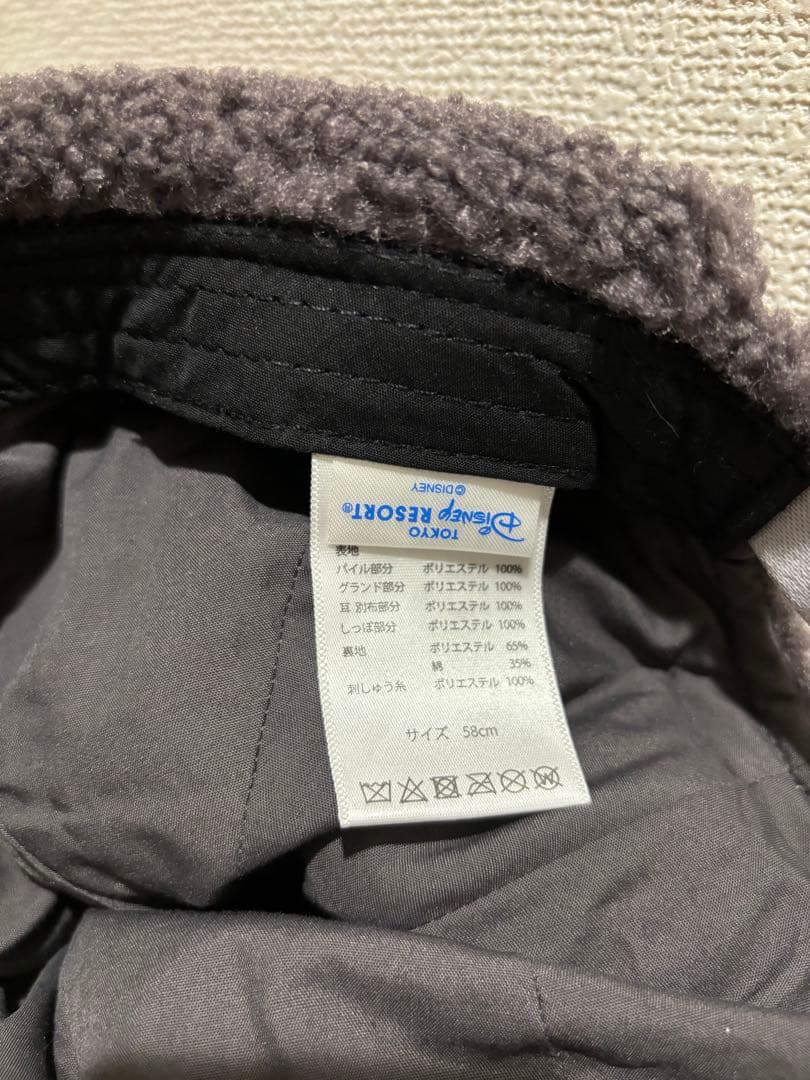 TOKYO
DISNEY RESORT®
© DISNEY
表地
パイル部分 ポリエステル 100%
グランド部分 ポリエステル 100%
耳 別布部分 ポリエステル 100%
しっぽ部分 ポリエステル 100%
裏地 ポリエステル 65%
綿 35%
刺しゅう糸 ポリエステル 100%
サイズ 58cm